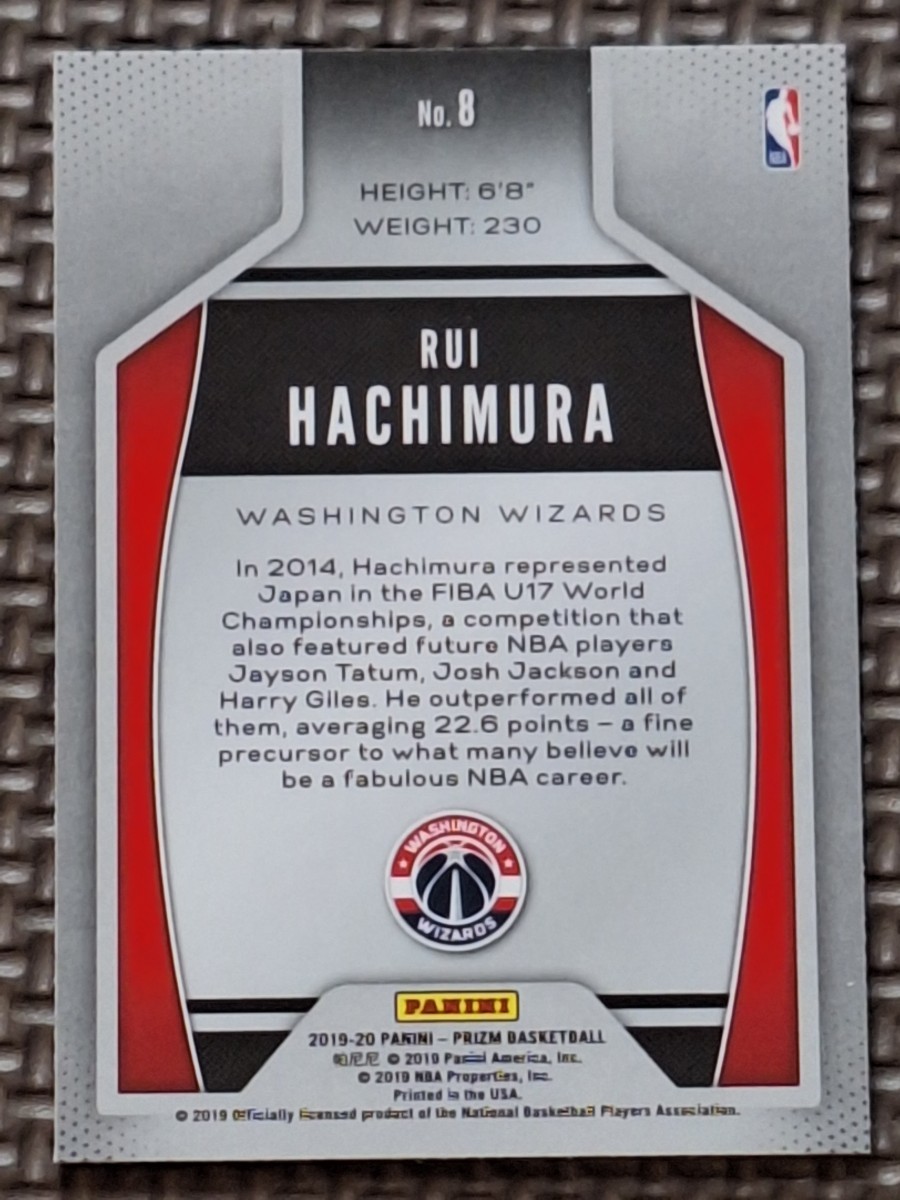 No. 8
NBA
HEIGHT: 6'8"
WEIGHT: 230
RUI
HACHIMURA
WASHINGTON WIZARDS
In 2014, Hachimura represented
Japan in the FIBA U17 World
Championships, a competition that
also featured future NBA players
Jayson Tatum, Josh Jackson and
Harry Giles. He outperformed all of
them, averaging 22.6 points – a fine
precursor to what many believe will
be a fabulous NBA career.
WASHINGTON
WIZARDS
PANINI
2019-20 PANINI – PRIZM BASKETBALL
帕尼尼 © 2019 Panini America, Inc.
© 2019 NBA Properties, Inc.
Printed in the USA.
© 2019 Officially licensed product of the National Basketball Players Association.